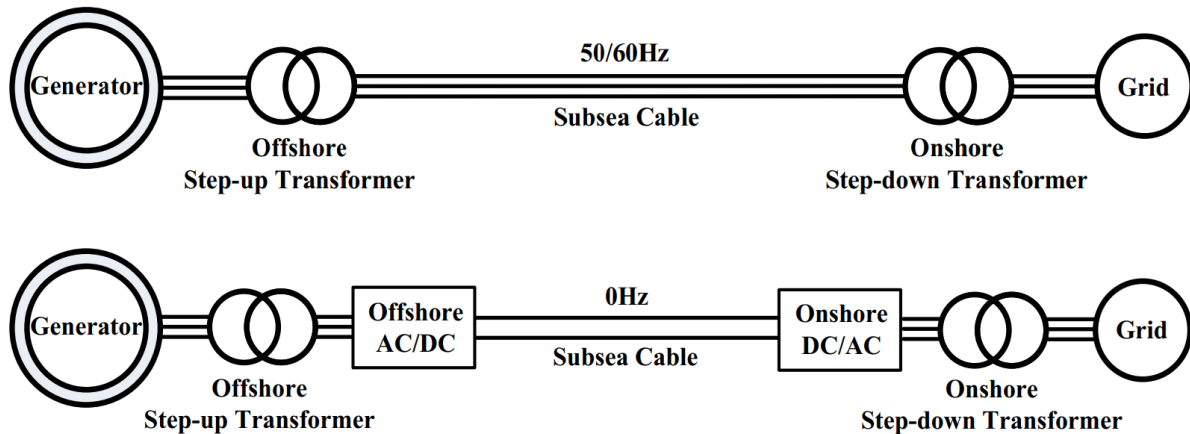 50/60Hz
Generator
Grid
Subsea Cable
Offshore
Step-up Transformer
Onshore
Step-down Transformer
0Hz
Generator
Offshore
AC/DC
Onshore
DC/AC
Grid
Subsea Cable
Offshore
Step-up Transformer
Onshore
Step-down Transformer